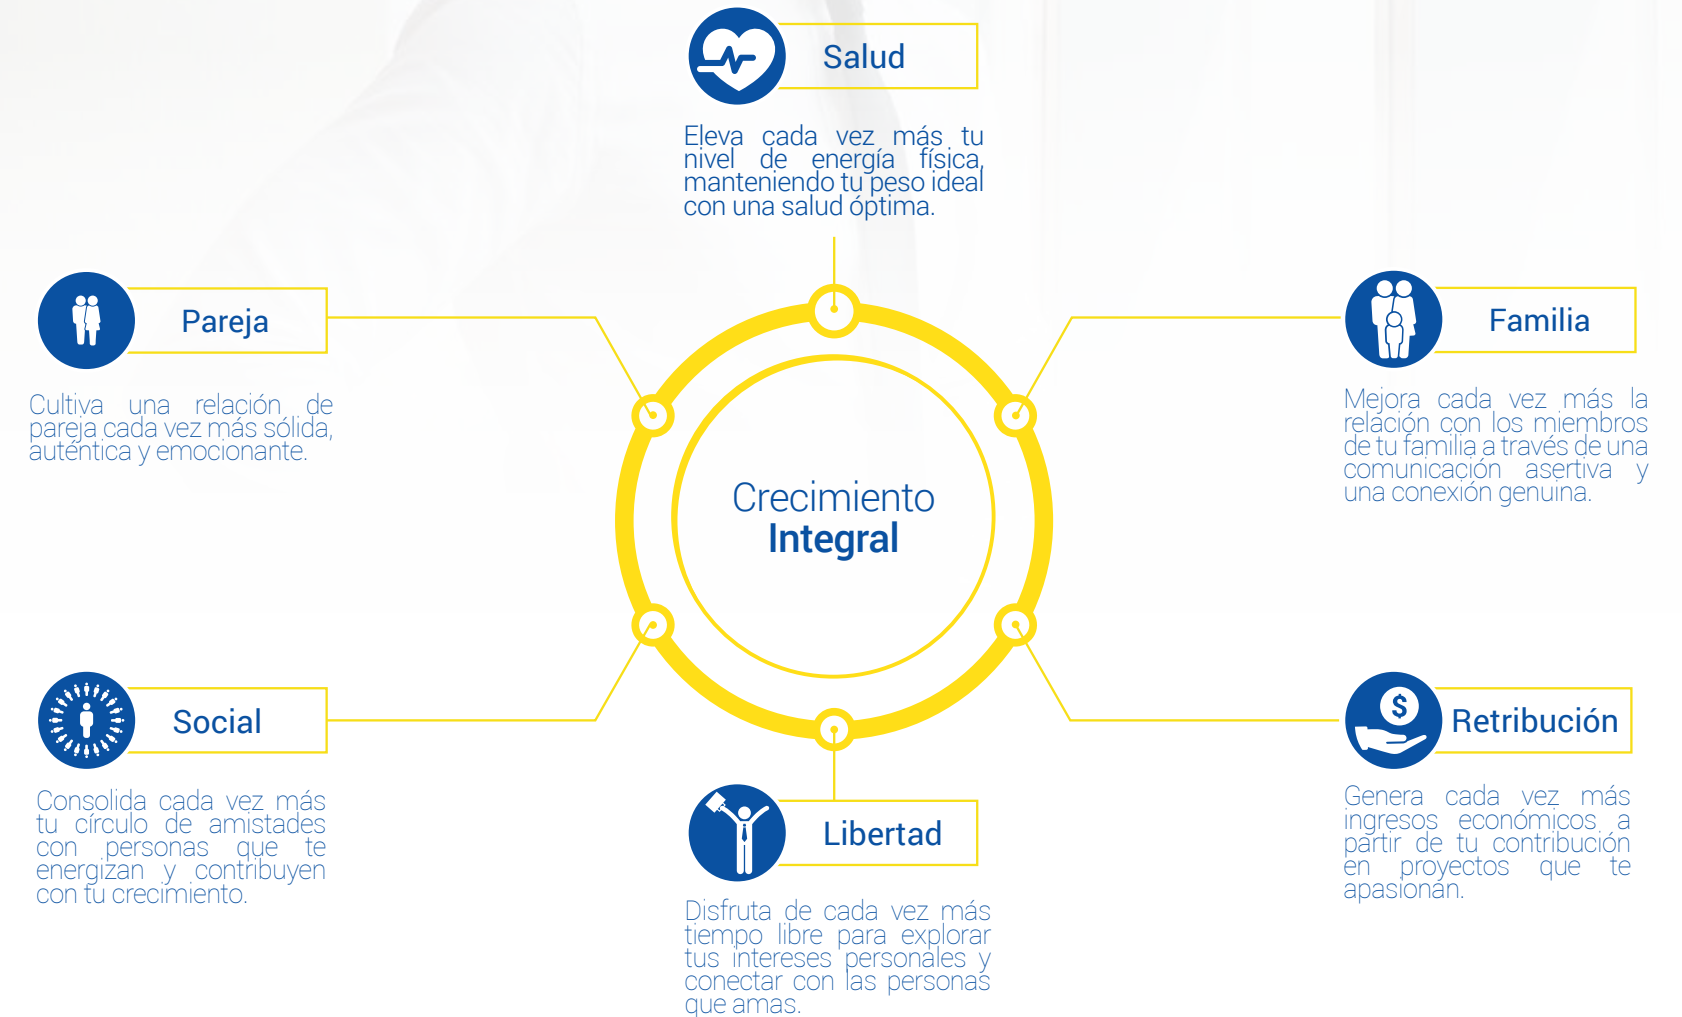 Salud
Eleva cada vez más tu
nivel de energía física,
manteniendo tu peso ideal
con una salud óptima.
Pareja
Cultiva una relación de
pareja cada vez más sólida,
auténtica y emocionante.
Familia
Mejora cada vez más la
relación con los miembros
de tu familia a través de una
comunicación asertiva y
una conexión genuina.
Crecimiento
Integral
Social
Consolida cada vez más
tu círculo de amistades
con personas que te
energizan y contribuyen
con tu crecimiento.
Libertad
Disfruta de cada vez más
tiempo libre para explorar
tus intereses personales y
conectar con las personas
que amas.
$
Retribución
Genera cada vez más
ingresos económicos a
partir de tu contribución
en proyectos que te
apasionan.